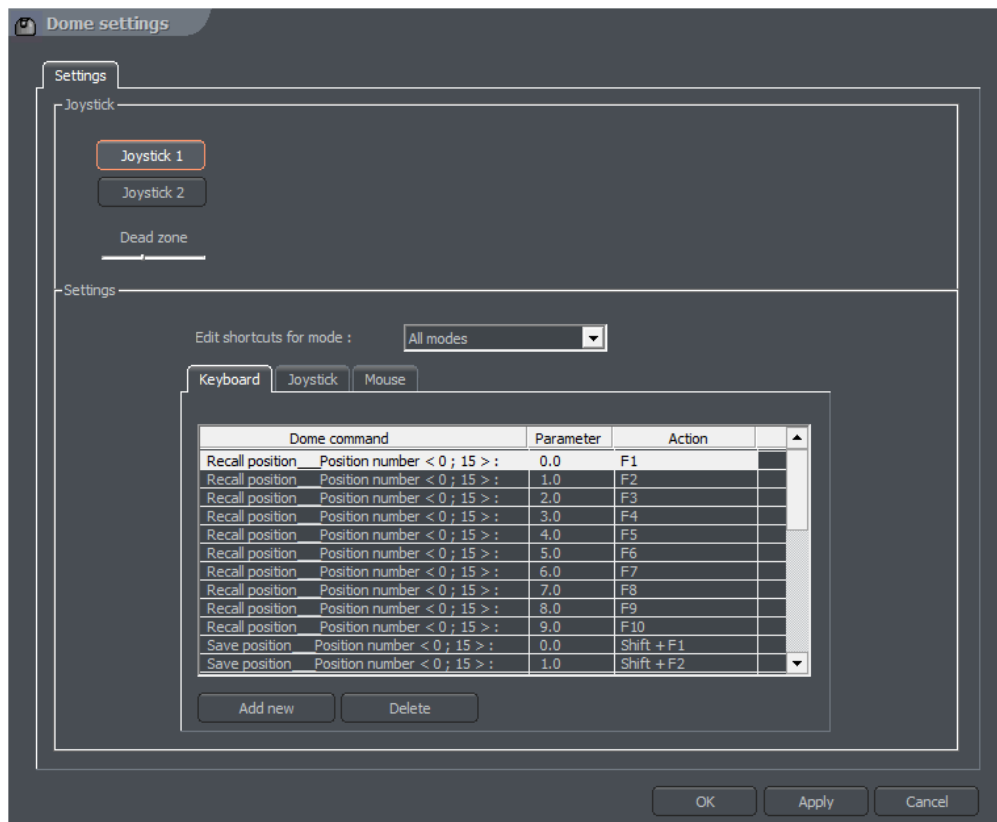 Dome settings
Settings
Joystick
Joystick 1
Joystick 2
Dead zone
Settings
Edit shortcuts for mode : All modes
Keyboard Joystick Mouse
Dome command Parameter Action
Recall position___Position number < 0 ; 15 > : 0.0 F1
Recall position___Position number < 0 ; 15 > : 1.0 F2
Recall position___Position number < 0 ; 15 > : 2.0 F3
Recall position___Position number < 0 ; 15 > : 3.0 F4
Recall position___Position number < 0 ; 15 > : 4.0 F5
Recall position___Position number < 0 ; 15 > : 5.0 F6
Recall position___Position number < 0 ; 15 > : 6.0 F7
Recall position___Position number < 0 ; 15 > : 7.0 F8
Recall position___Position number < 0 ; 15 > : 8.0 F9
Recall position___Position number < 0 ; 15 > : 9.0 F10
Save position___Position number < 0 ; 15 > : 0.0 Shift + F1
Save position___Position number < 0 ; 15 > : 1.0 Shift + F2
Add new Delete
OK Apply Cancel